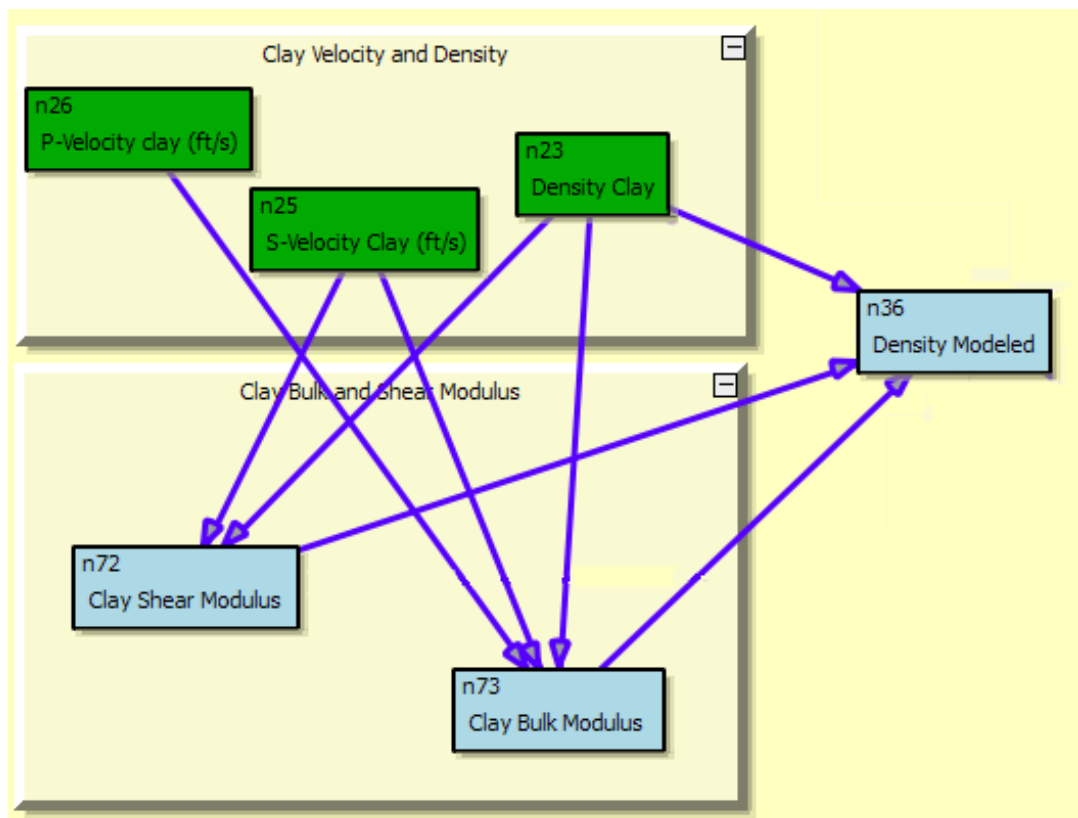 Clay Velocity and Density
n26
P-Velocity clay (ft/s)
n23
Density Clay
n25
S-Velocity Clay (ft/s)
n36
Density Modeled
Clay Bulk and Shear Modulus
n72
Clay Shear Modulus
n73
Clay Bulk Modulus